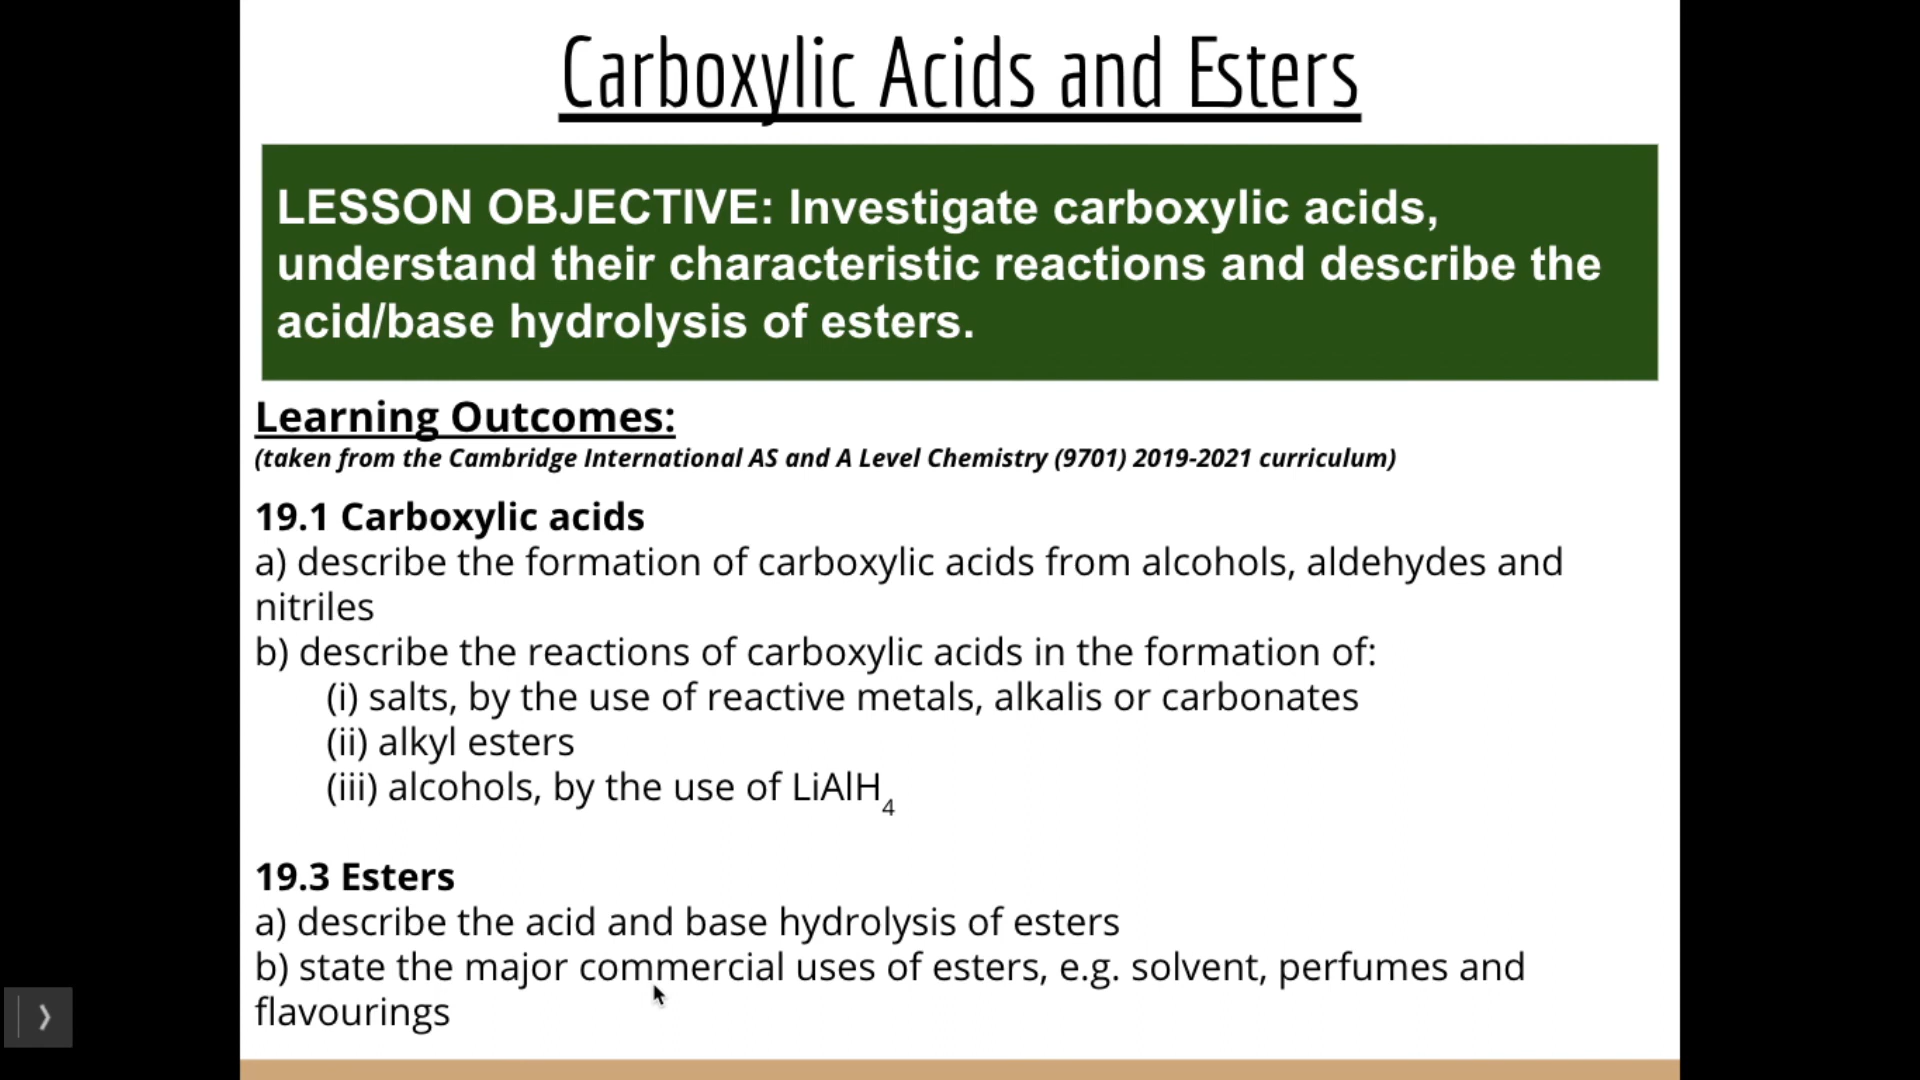 Carboxylic Acids and Esters
LESSON OBJECTIVE: Investigate carboxylic acids,
understand their characteristic reactions and describe the
acid/base hydrolysis of esters.
Learning Outcomes:
(taken from the Cambridge International AS and A Level Chemistry (9701) 2019-2021 curriculum)
19.1 Carboxylic acids
a) describe the formation of carboxylic acids from alcohols, aldehydes and
nitriles
b) describe the reactions of carboxylic acids in the formation of:
(i) salts, by the use of reactive metals, alkalis or carbonates
(ii) alkyl esters
(iii) alcohols, by the use of LiAlH₄
19.3 Esters
a) describe the acid and base hydrolysis of esters
b) state the major commercial uses of esters, e.g. solvent, perfumes and
flavourings